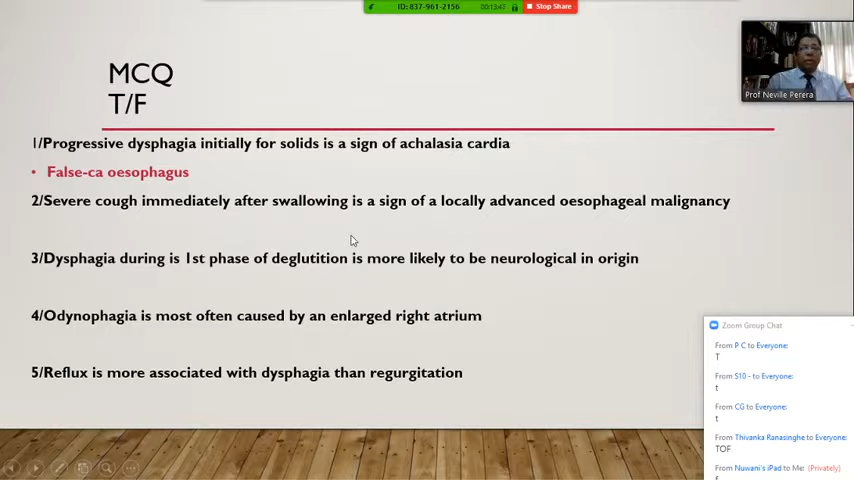 ID: 837-961-2156
00:13:47
Stop Share
MCQ
T/F
Prof Neville Perera
1/Progressive dysphagia initially for solids is a sign of achalasia cardia
• False-ca oesophagus
2/Severe cough immediately after swallowing is a sign of a locally advanced oesophageal malignancy
3/Dysphagia during is 1st phase of deglutition is more likely to be neurological in origin
4/Odynophagia is most often caused by an enlarged right atrium
5/Reflux is more associated with dysphagia than regurgitation
Zoom Group Chat
From P C to Everyone:
T
From S10 - to Everyone:
t
From CG to Everyone:
t
From Thivanka Ranasinghe to Everyone:
TOF
From Nuwani's iPad to Me: (Privately)